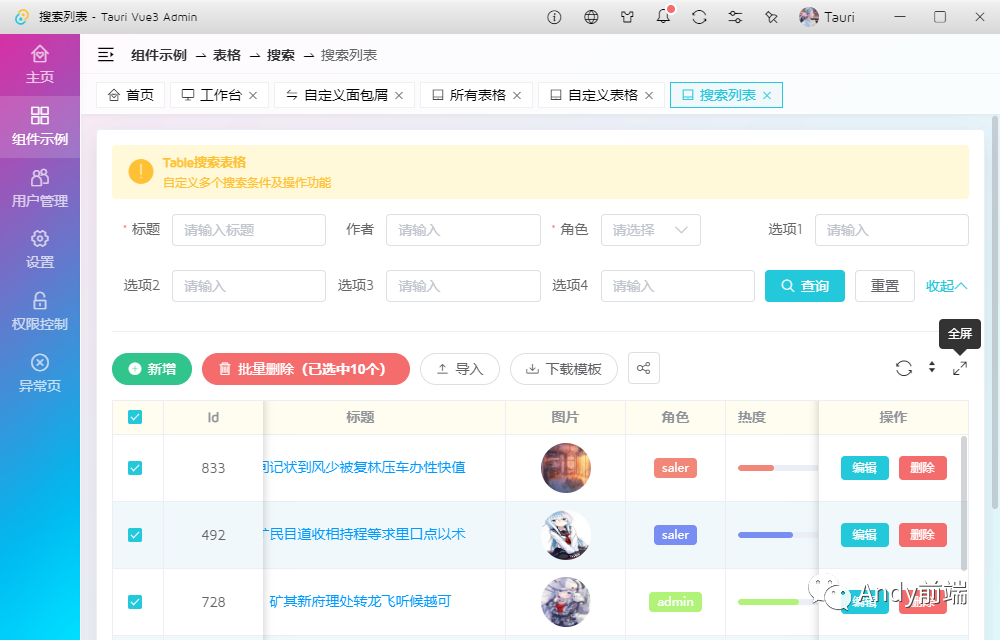 搜索列表 - Tauri Vue3 Admin
Tauri
主页
组件示例
用户管理
设置
权限控制
异常页
组件示例 → 表格 → 搜索 → 搜索列表
首页 工作台 × 自定义面包屑 × 所有表格 × 自定义表格 × 搜索列表 ×
Table搜索表格
自定义多个搜索条件及操作功能
* 标题 请输入标题 作者 请输入 * 角色 请选择 选项1 请输入
选项2 请输入 选项3 请输入 选项4 请输入 查询 重置 收起
全屏
新增 批量删除（已选中10个） 导入 下载模板
Id 标题 图片 角色 热度 操作
833 记状到风少被复林压车办性快值 saler 编辑 删除
492 民目道收相持程等求里口点以术 saler 编辑 删除
728 矿其新府理处转龙飞听候越可 admin 编辑
Andy前端